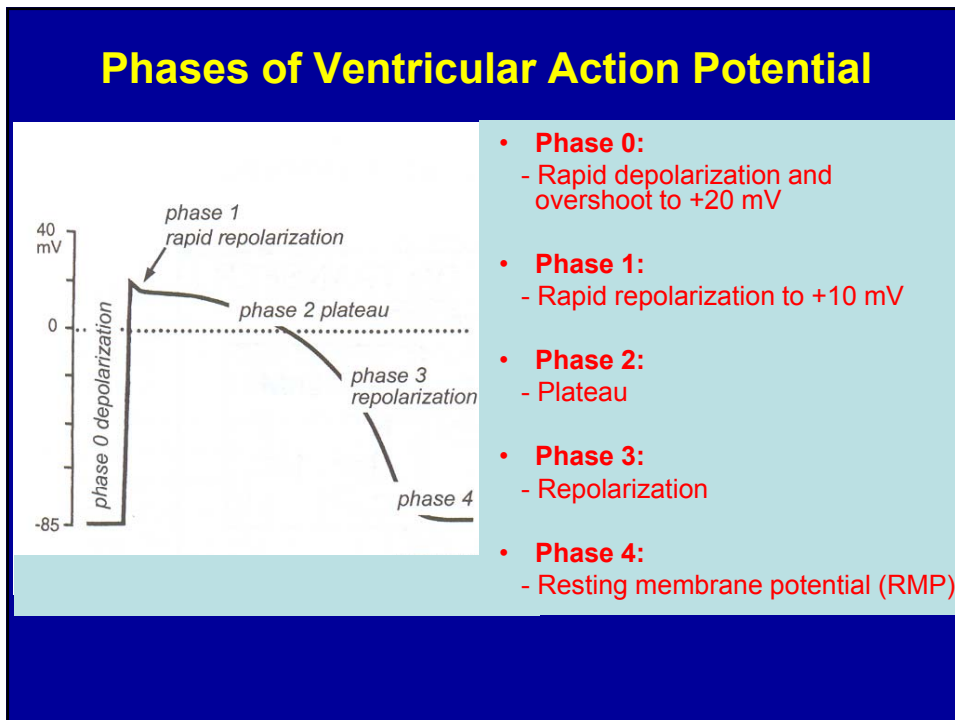 Phases of Ventricular Action Potential
40
mV
0
-85
phase 0 depolarization
phase 1
rapid repolarization
phase 2 plateau
phase 3
repolarization
phase 4
• Phase 0:
- Rapid depolarization and
overshoot to +20 mV
• Phase 1:
- Rapid repolarization to +10 mV
• Phase 2:
- Plateau
• Phase 3:
- Repolarization
• Phase 4:
- Resting membrane potential (RMP)